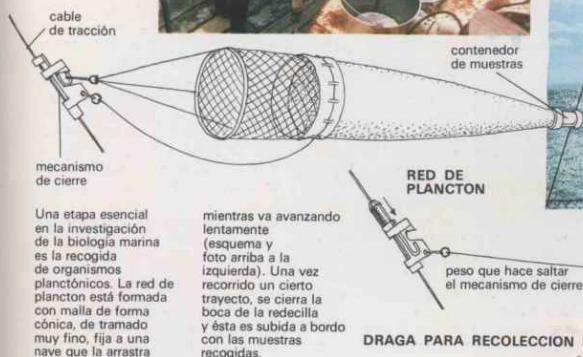 cable
de tracción
contenedor
de muestras
mecanismo
de cierre
RED DE
PLANCTON
peso que hace saltar
el mecanismo de cierre
Una etapa esencial
en la investigación
de la biología marina
es la recogida
de organismos
planctónicos. La red de
plancton está formada
con malla de forma
cónica, de tramado
muy fino, fija a una
nave que la arrastra
mientras va avanzando
lentamente
(esquema y
foto arriba a la
izquierda). Una vez
recorrido un cierto
trayecto, se cierra la
boca de la redecilla
y ésta es subida a bordo
con las muestras
recogidas.
DRAGA PARA RECOLECCION